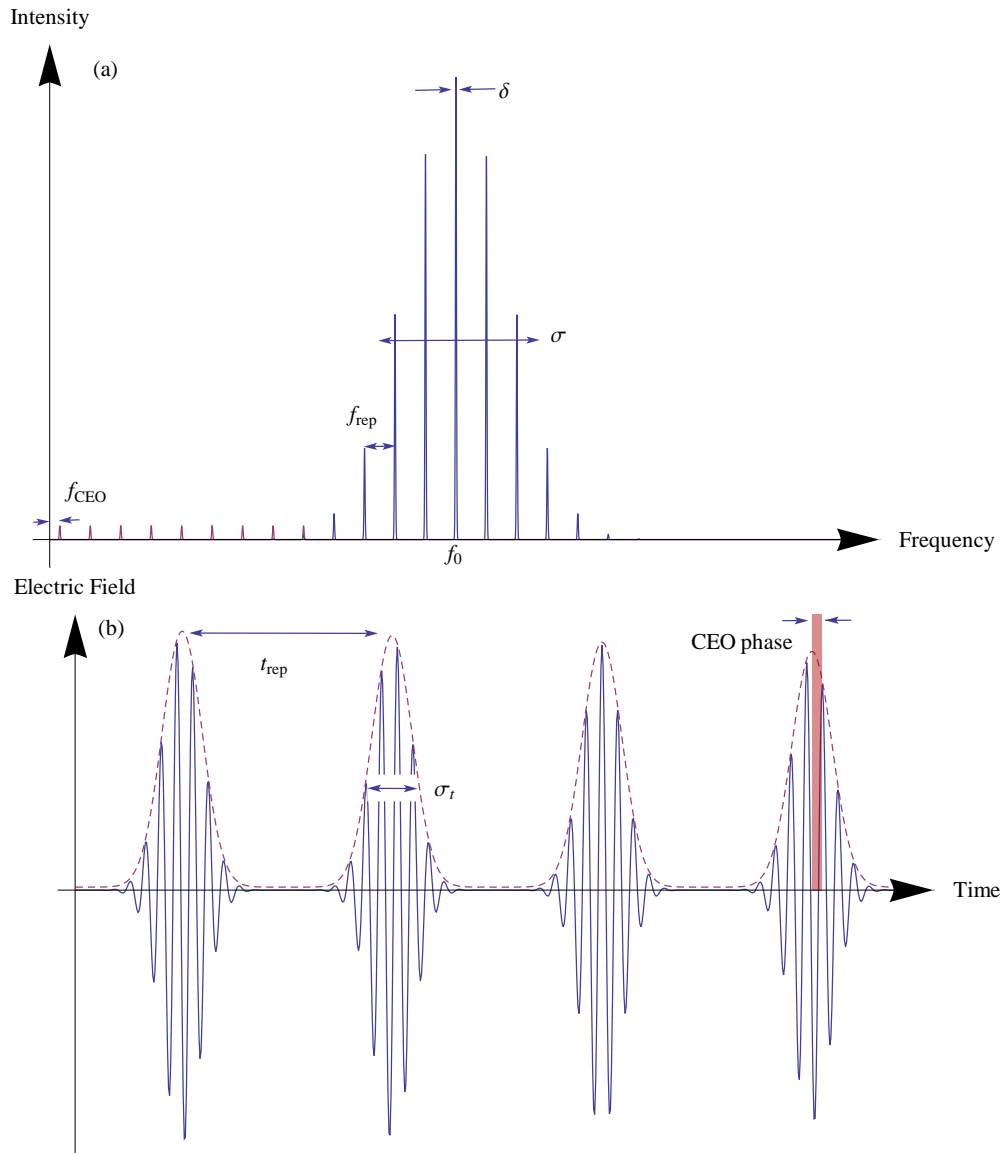 Intensity
(a)
δ
σ
f_rep
f_CEO
Frequency
f_0
Electric Field
(b)
CEO phase
t_rep
σ_t
Time